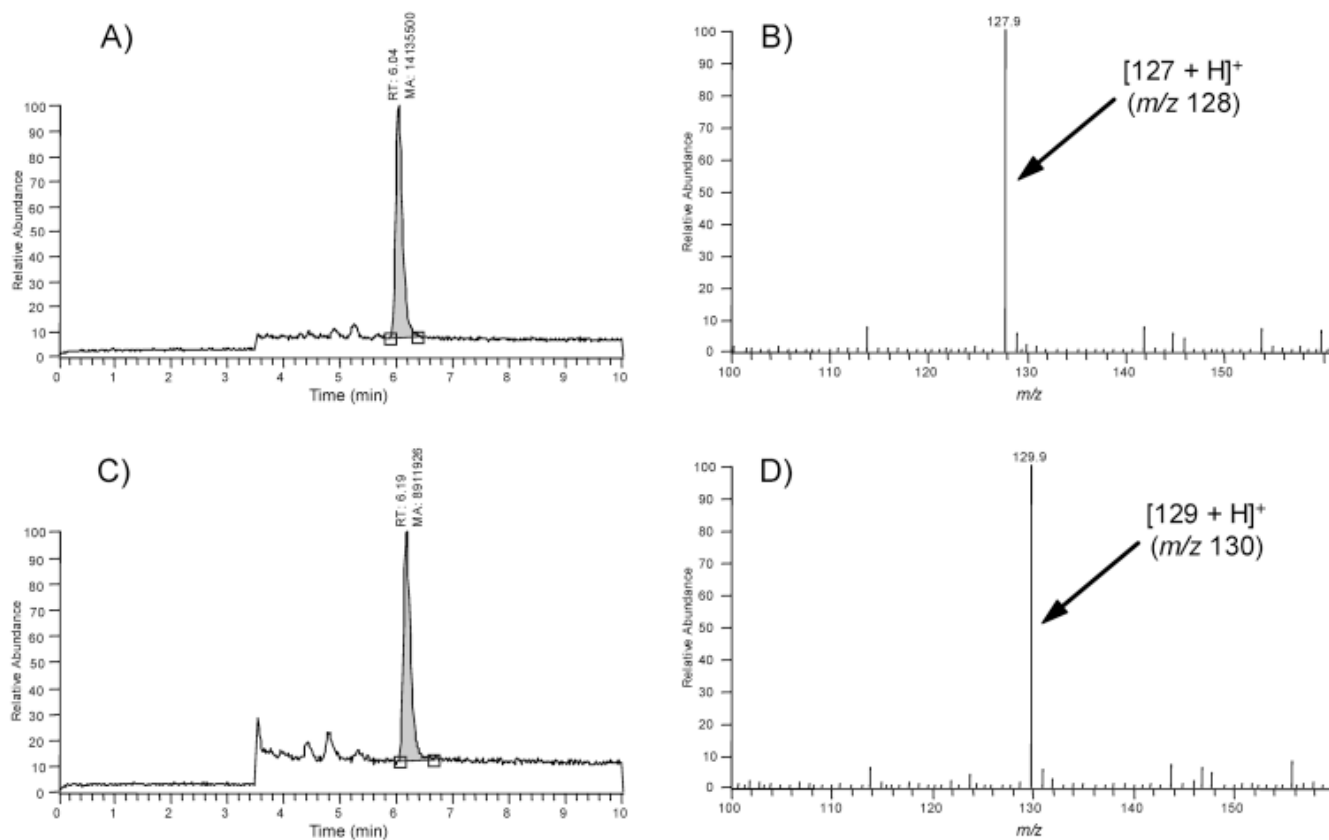 A)
RT: 6.04
MA: 14135500
100
90
80
70
60
50
40
30
20
10
0
Relative Abundance
0 1 2 3 4 5 6 7 8 9 10
Time (min)
B)
127.9
[127 + H]+
(m/z 128)
100
90
80
70
60
50
40
30
20
10
0
Relative Abundance
100 110 120 130 140 150
m/z
C)
RT: 6.19
MA: 8911926
100
90
80
70
60
50
40
30
20
10
0
Relative Abundance
0 1 2 3 4 5 6 7 8 9 10
Time (min)
D)
129.9
[129 + H]+
(m/z 130)
100
90
80
70
60
50
40
30
20
10
0
Relative Abundance
100 110 120 130 140 150
m/z